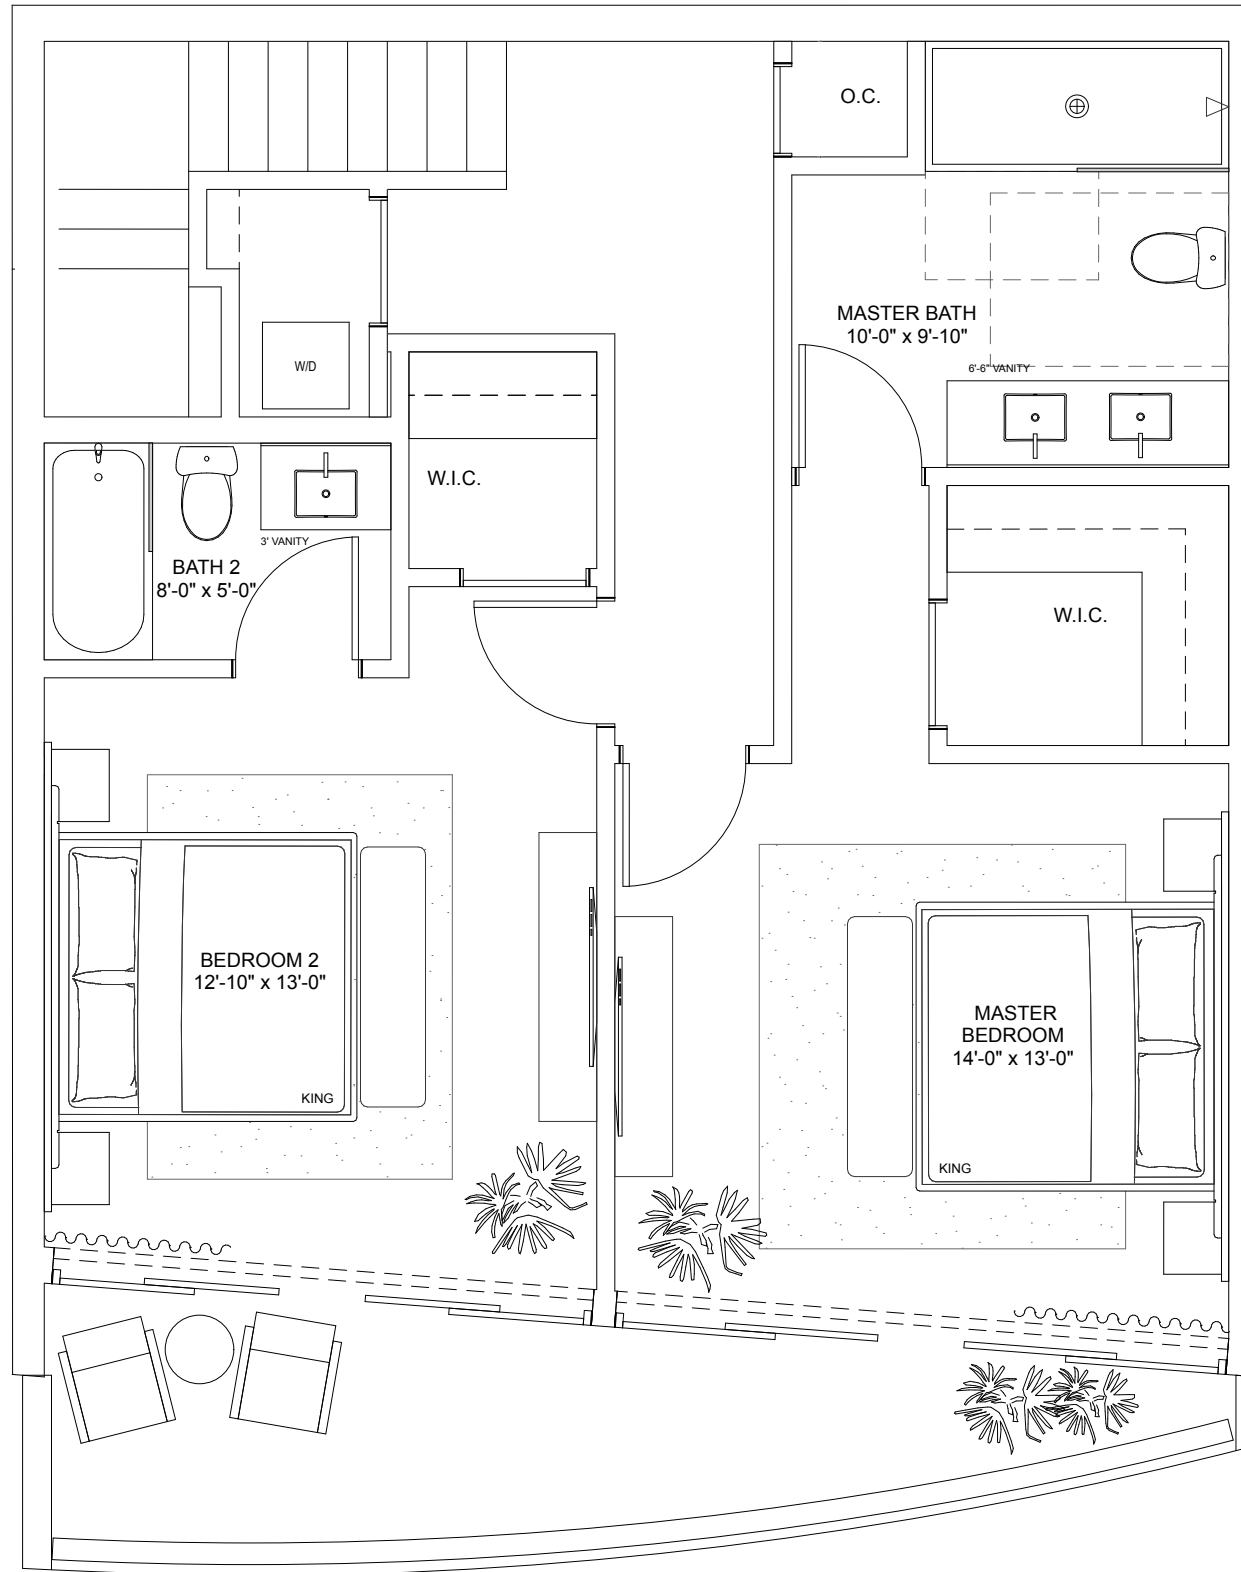 O.C.
MASTER BATH
10'-0" x 9'-10"
W/D
6'-6" VANITY
W.I.C.
3' VANITY
BATH 2
8'-0" x 5'-0"
W.I.C.
BEDROOM 2
12'-10" x 13'-0"
KING
MASTER
BEDROOM
14'-0" x 13'-0"
KING